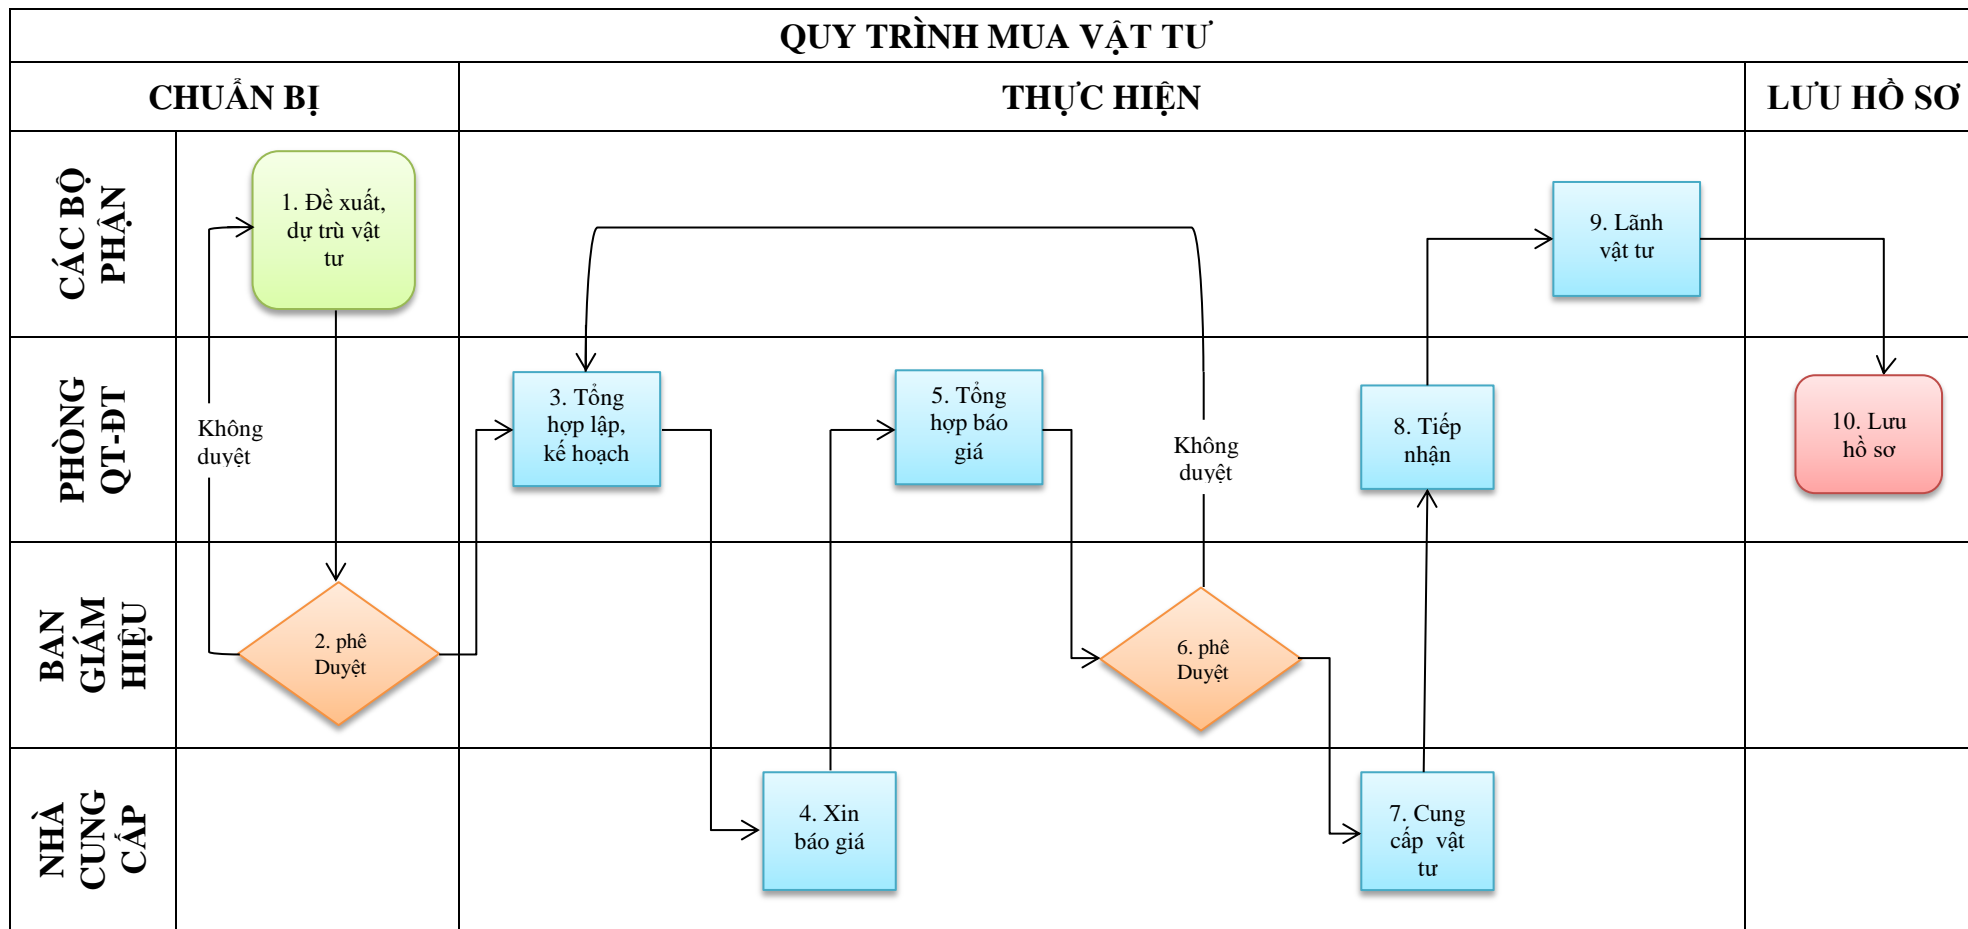 QUY TRÌNH MUA VẬT TƯ
CHUẨN BỊ
THỰC HIỆN
LƯU HỒ SƠ
CÁC BỘ
PHẬN
1. Đề xuất,
dự trù vật
tư
9. Lãnh
vật tư
PHÒNG
QT-ĐT
Không
duyệt
3. Tổng
hợp lập,
kế hoạch
5. Tổng
hợp báo
giá
Không
duyệt
8. Tiếp
nhận
10. Lưu
hồ sơ
BAN
GIÁM
HIỆU
2. phê
Duyệt
6. phê
Duyệt
NHÀ
CUNG
CẤP
4. Xin
báo giá
7. Cung
cấp vật
tư